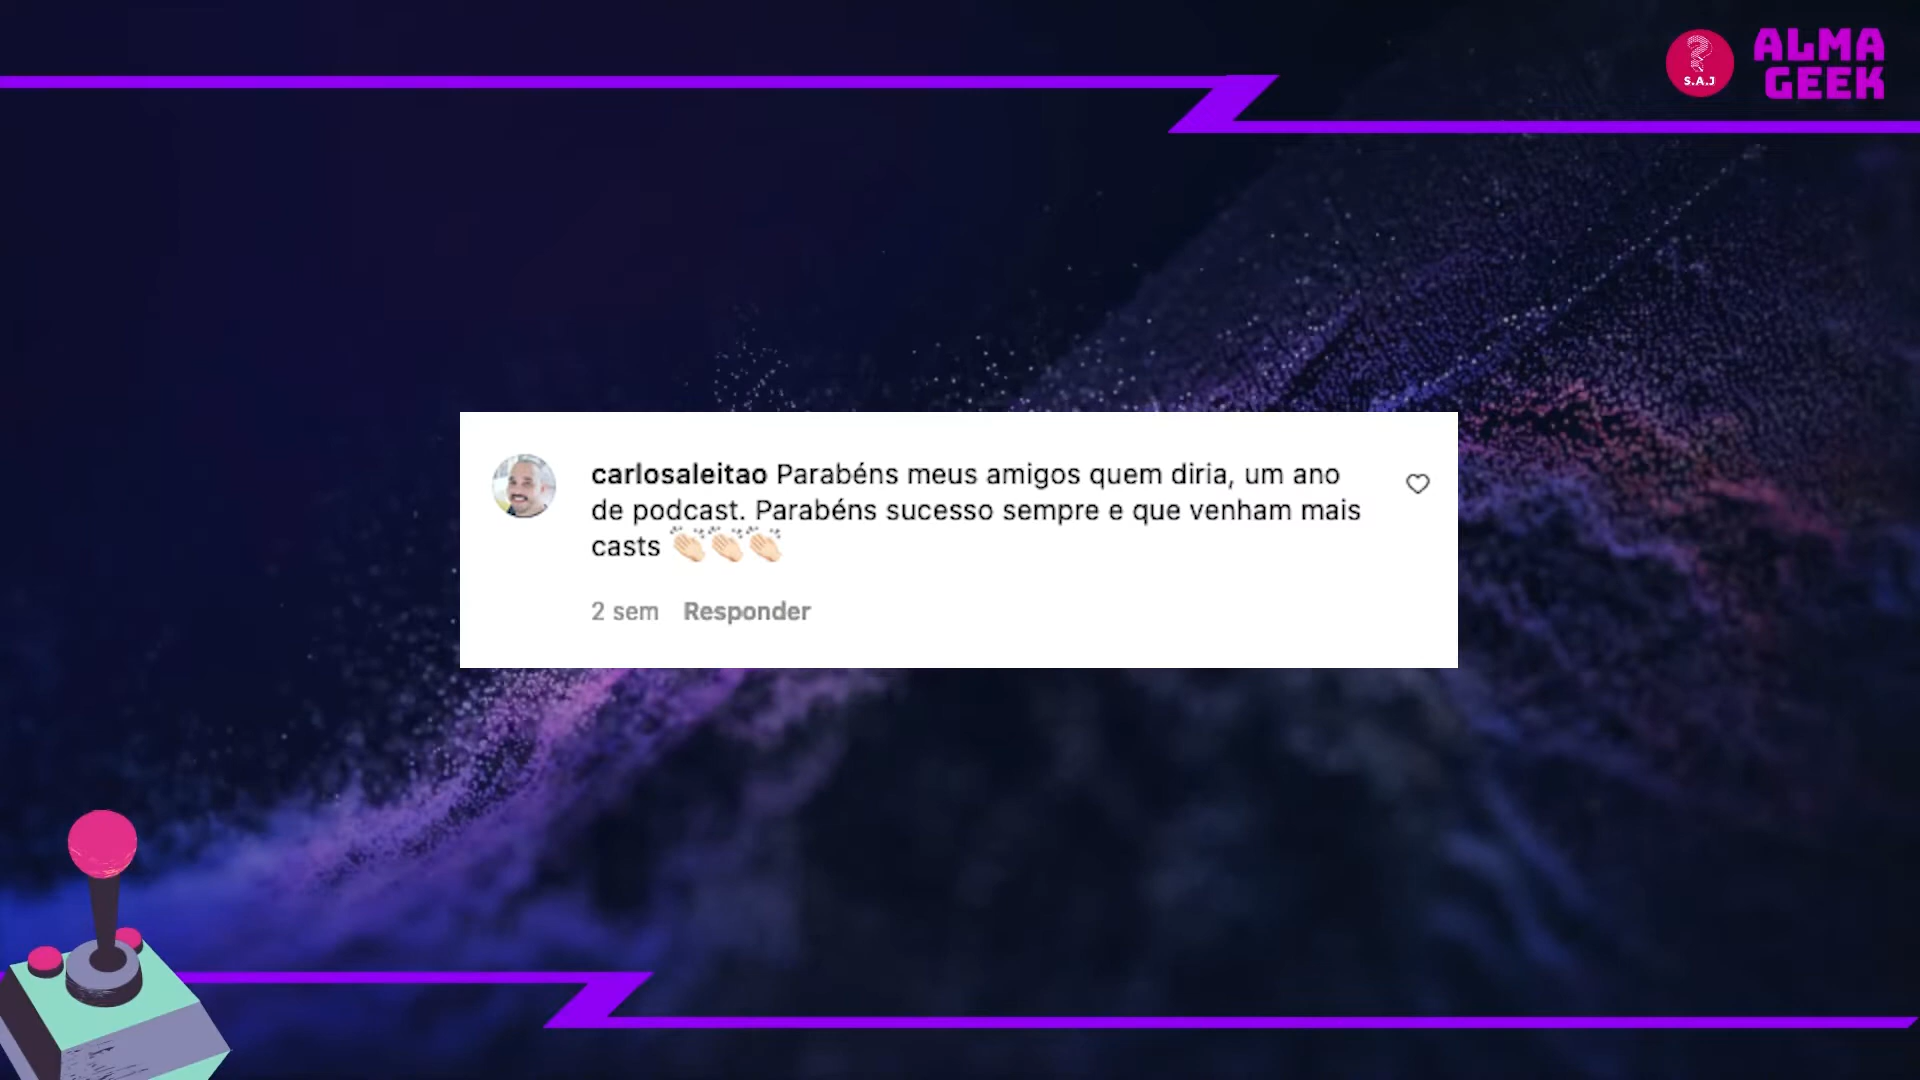 S.A.J
ALMA
GEEK
carlosaleitao Parabéns meus amigos quem diria, um ano
de podcast. Parabéns sucesso sempre e que venham mais
casts 👏🏻👏🏻👏🏻
2 sem Responder